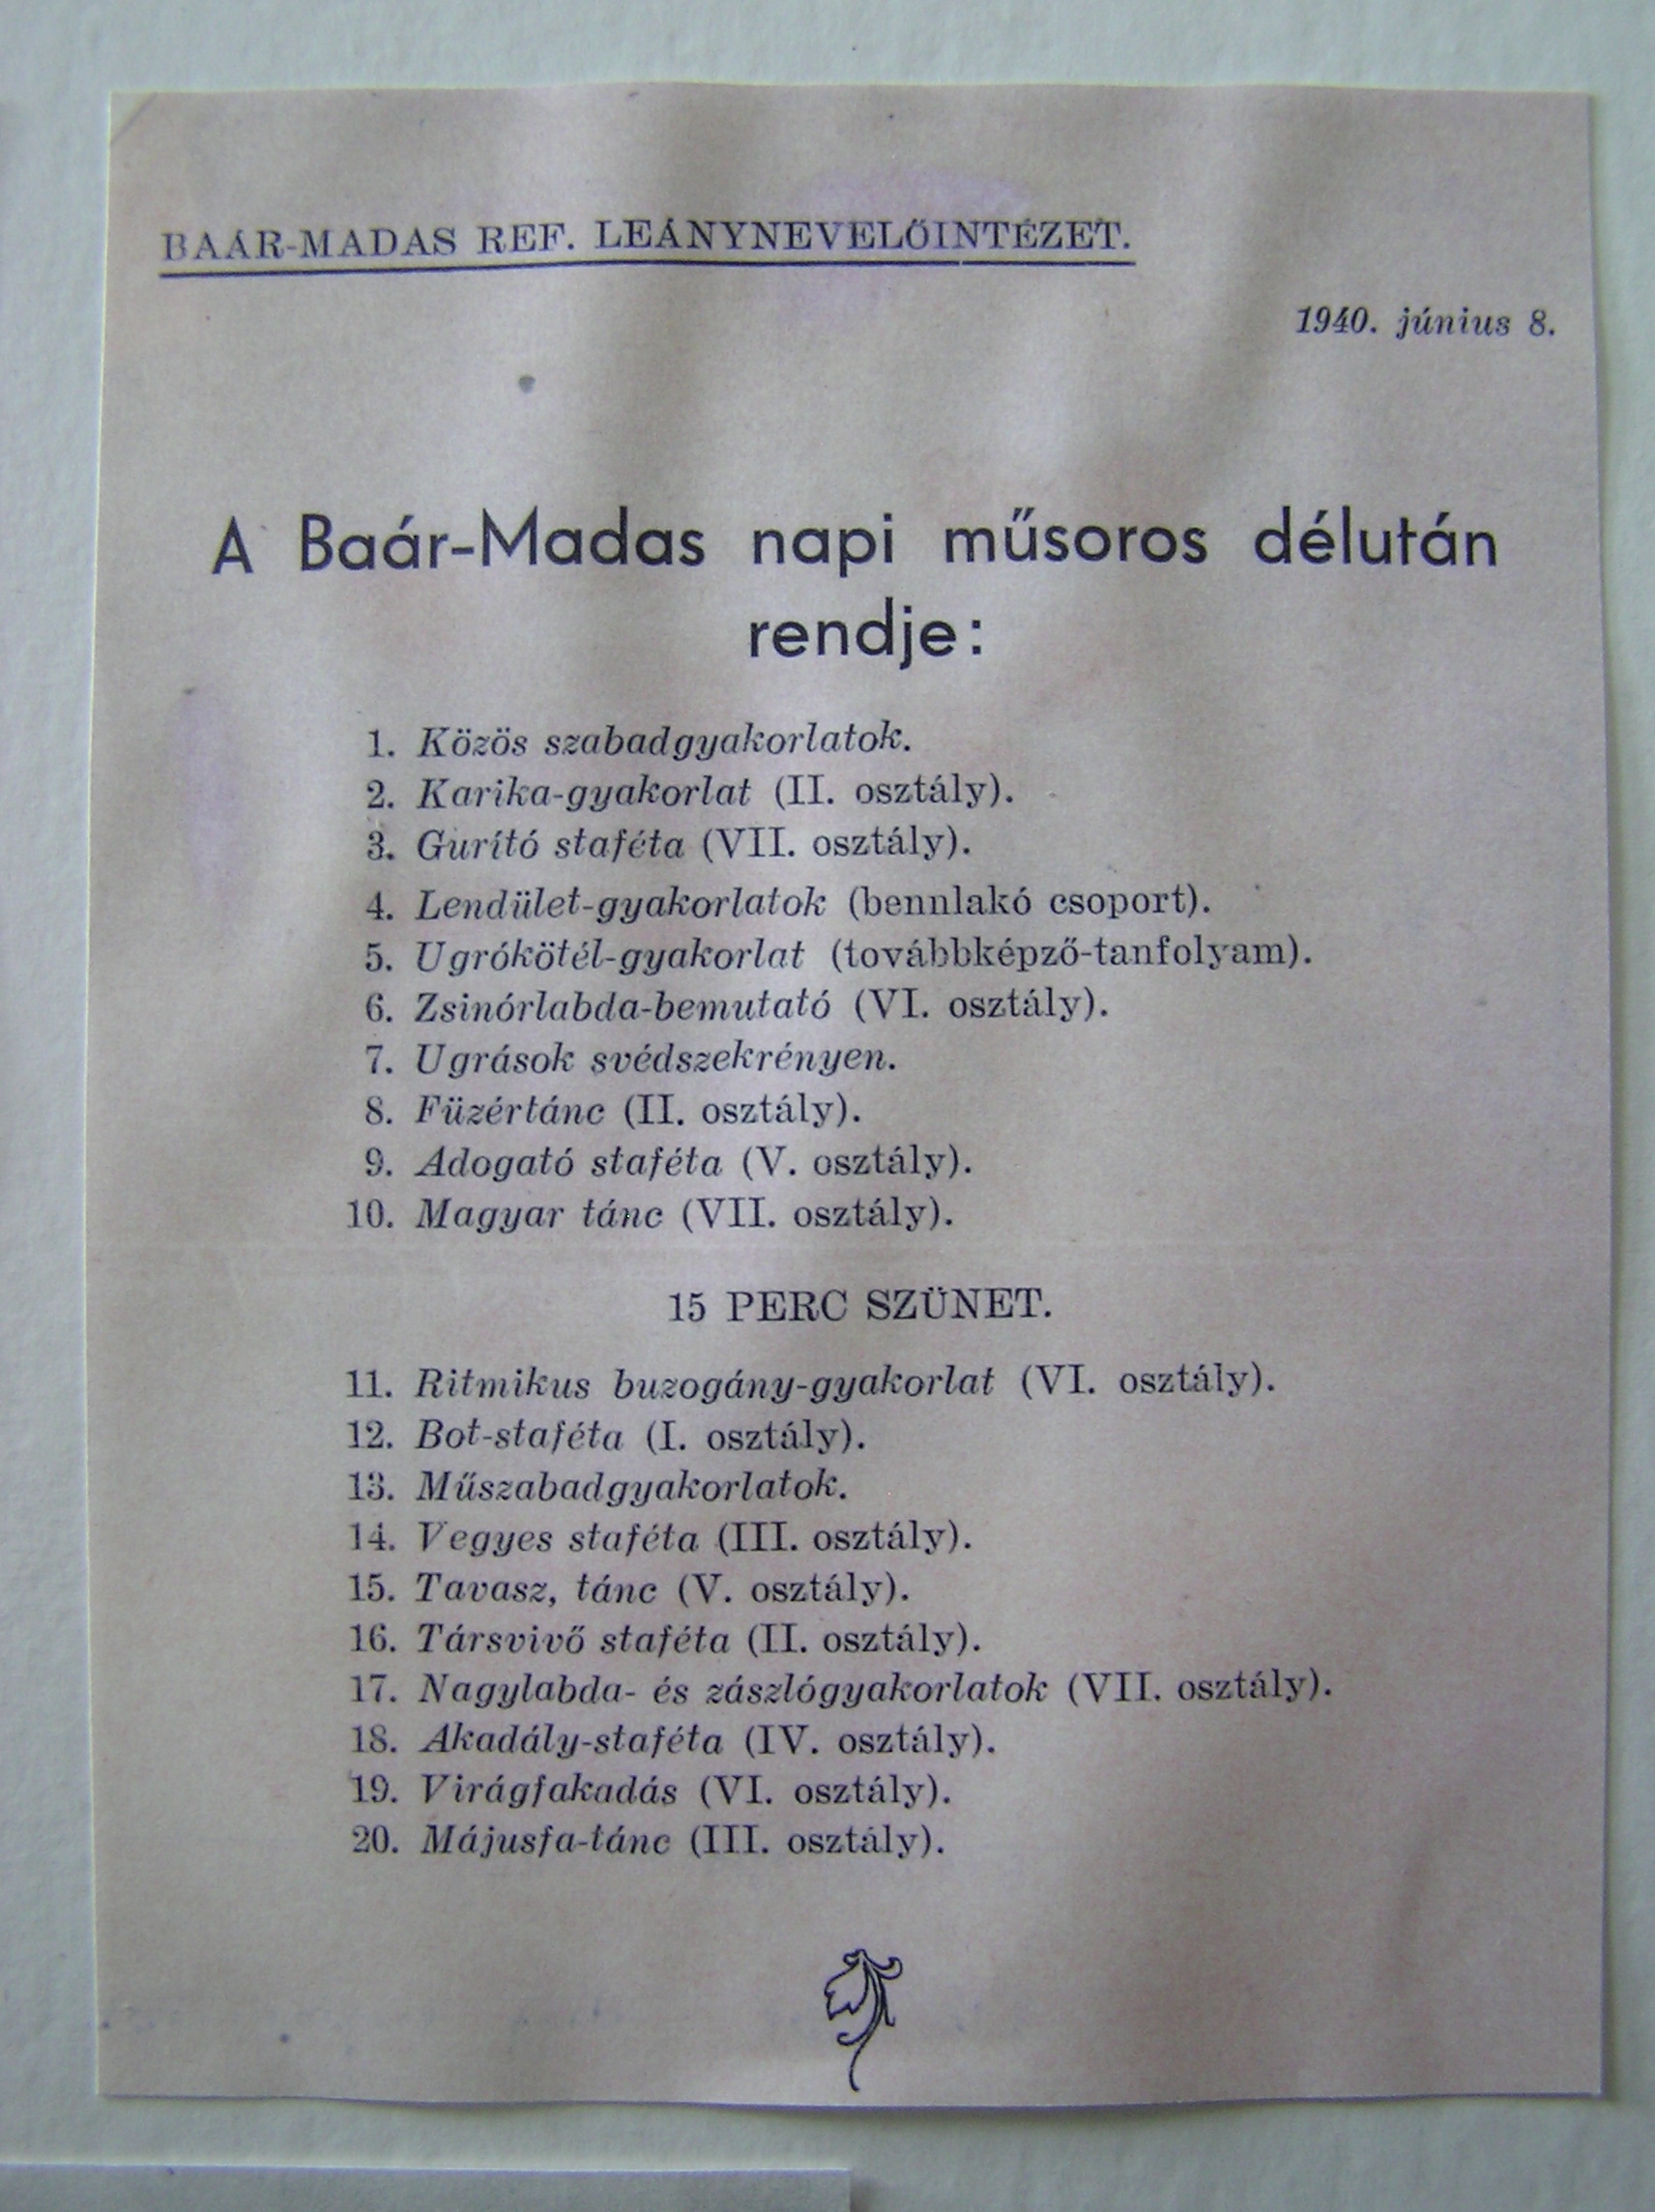 BAÁR-MADAS REF. LEÁNYNEVELŐINTÉZET.
1940. június 8.
A Baár-Madas napi műsoros délután
rendje:
1. Közös szabadgyakorlatok.
2. Karika-gyakorlat (II. osztály).
3. Gurító staféta (VII. osztály).
4. Lendület-gyakorlatok (bennlakó csoport).
5. Ugrókötél-gyakorlat (továbbképző-tanfolyam).
6. Zsinórlabda-bemutató (VI. osztály).
7. Ugrások svédszekrényen.
8. Füzértánc (II. osztály).
9. Adogató staféta (V. osztály).
10. Magyar tánc (VII. osztály).
15 PERC SZÜNET.
11. Ritmikus buzogány-gyakorlat (VI. osztály).
12. Bot-staféta (I. osztály).
13. Műszabadgyakorlatok.
14. Vegyes staféta (III. osztály).
15. Tavasz, tánc (V. osztály).
16. Társvivő staféta (II. osztály).
17. Nagylabda- és zászlógyakorlatok (VII. osztály).
18. Akadály-staféta (IV. osztály).
19. Virágfakadás (VI. osztály).
20. Májusfa-tánc (III. osztály).